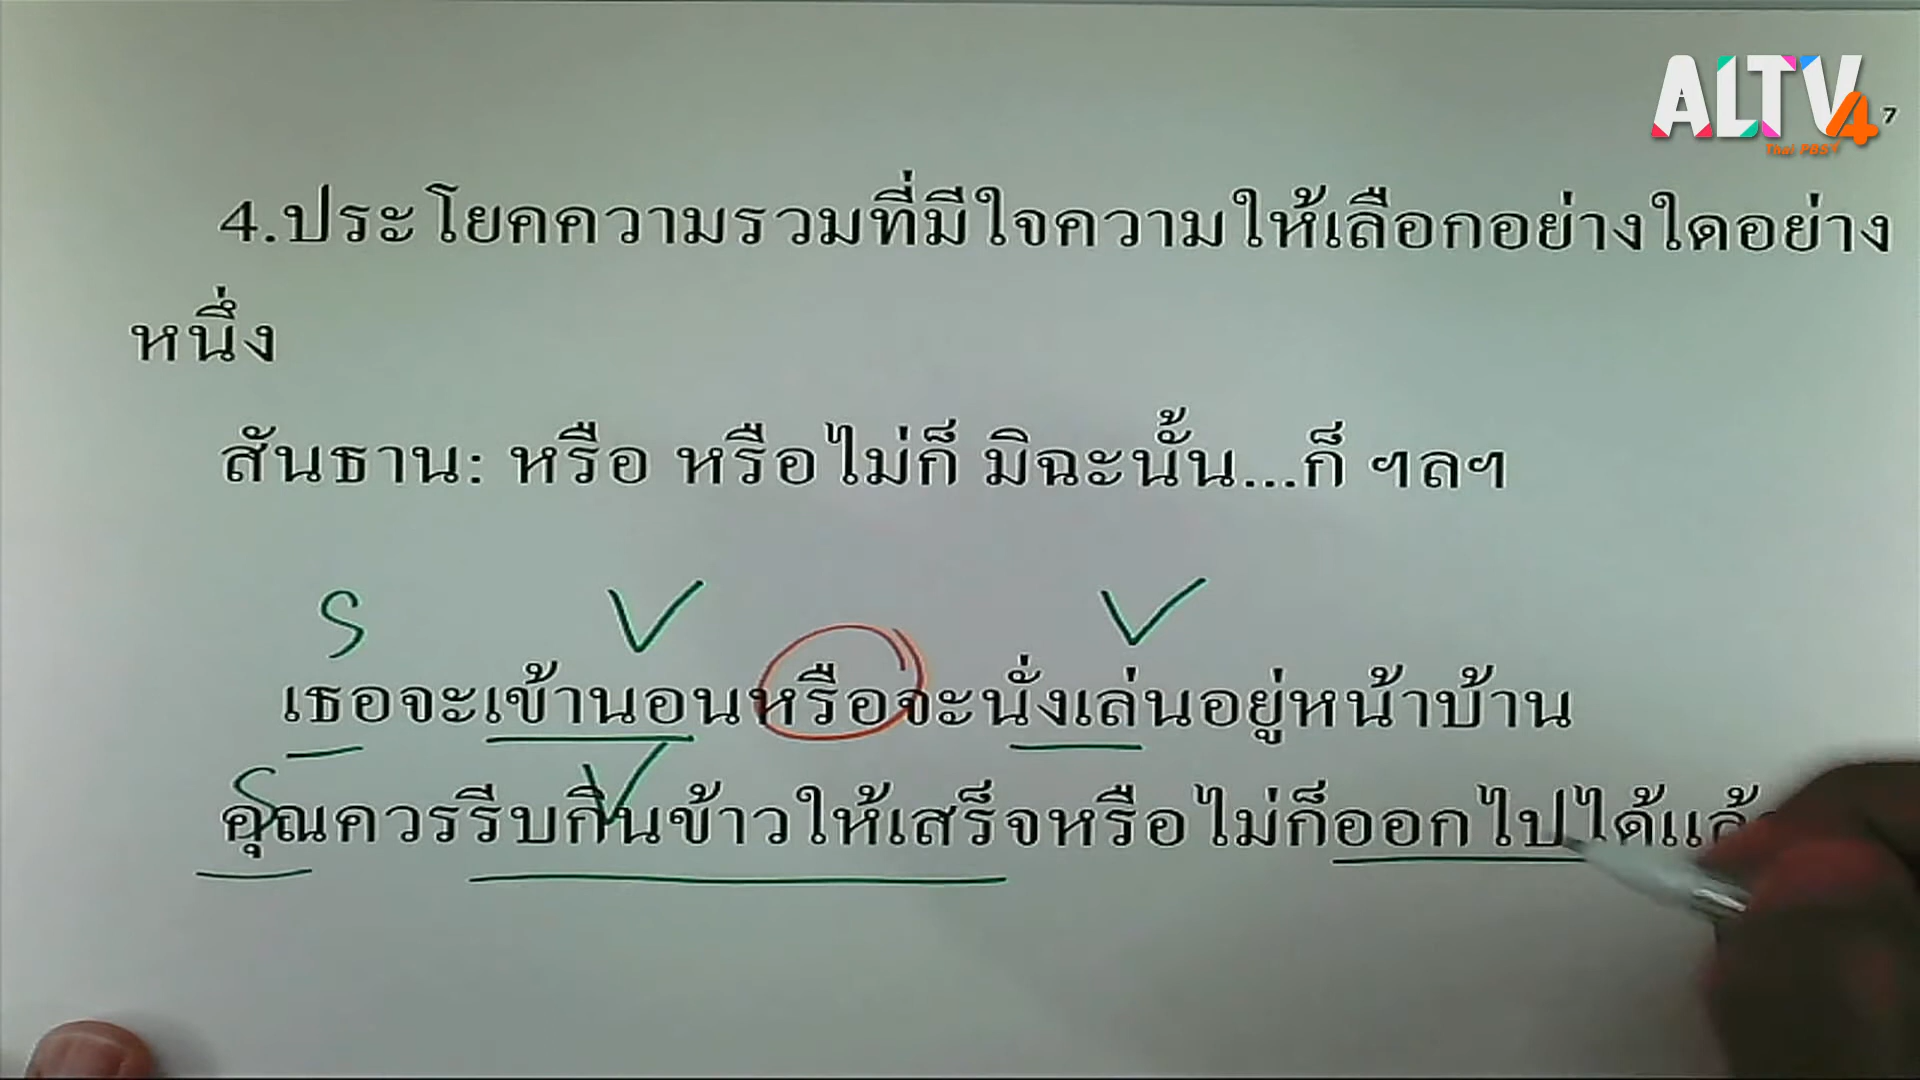 ALTV4
Thai PBS
7
4.ประโยคความรวมที่มีใจความให้เลือกอย่างใดอย่าง
หนึ่ง
สันธาน: หรือ หรือไม่ก็ มิฉะนั้น...ก็ ฯลฯ
S V V
เธอจะเข้านอนหรือจะนั่งเล่นอยู่หน้าบ้าน
S V
คุณควรรีบกินข้าวให้เสร็จหรือไม่ก็ออกไปได้